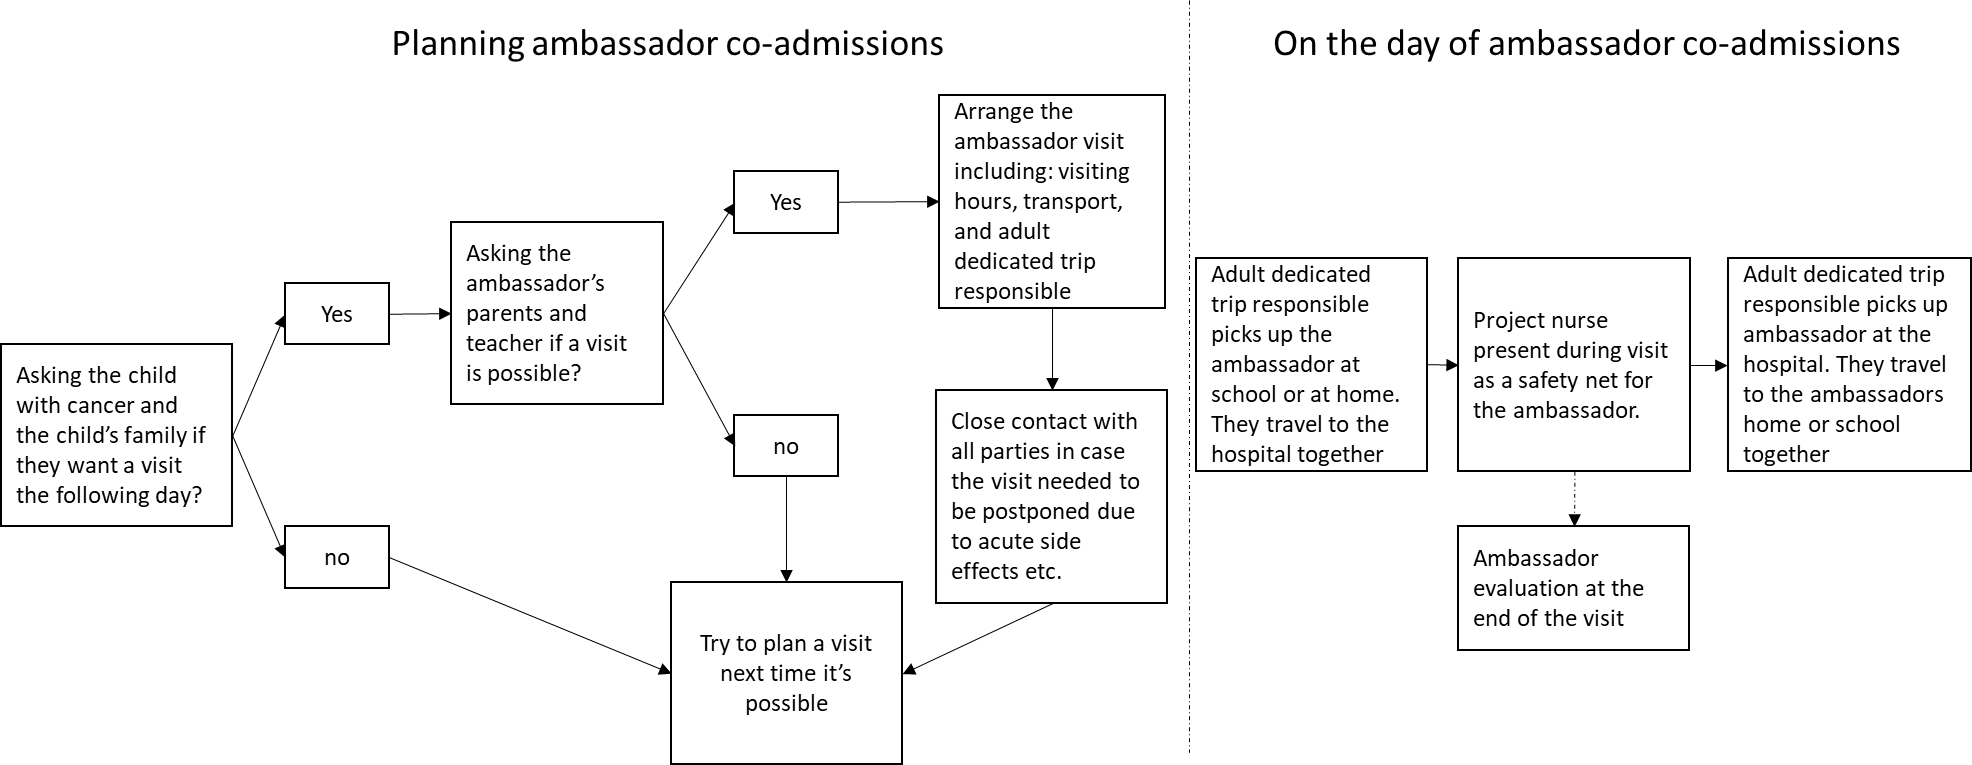 Planning ambassador co-admissions
Asking the child
with cancer and
the child's family if
they want a visit
the following day?
Yes
no
Asking the
ambassador's
parents and
teacher if a visit
is possible?
Yes
no
Arrange the
ambassador visit
including: visiting
hours, transport,
and adult
dedicated trip
responsible
Close contact with
all parties in case
the visit needed to
be postponed due
to acute side
effects etc.
Try to plan a visit
next time it's
possible
On the day of ambassador co-admissions
Adult dedicated
trip responsible
picks up the
ambassador at
school or at home.
They travel to the
hospital together
Project nurse
present during visit
as a safety net for
the ambassador.
Adult dedicated trip
responsible picks up
ambassador at the
hospital. They travel
to the ambassadors
home or school
together
Ambassador
evaluation at the
end of the visit